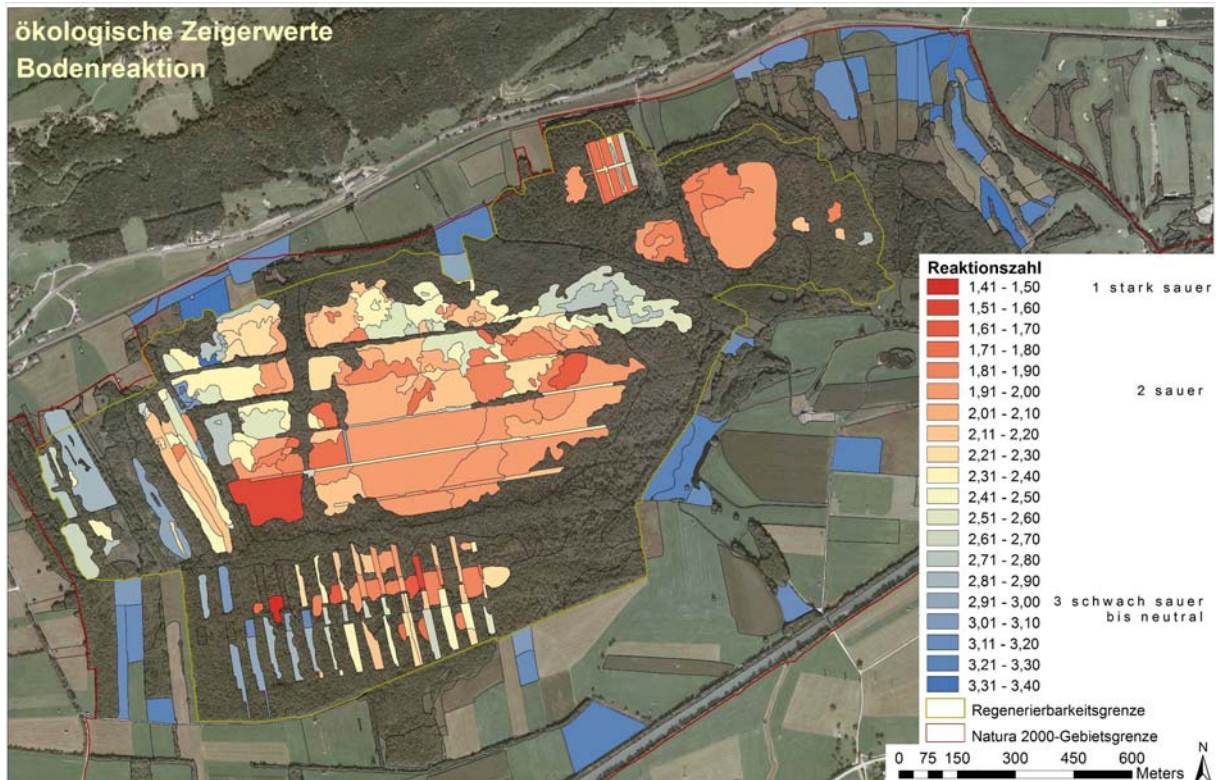 ökologische Zeigerwerte
Bodenreaktion
Reaktionszahl
1,41 - 1,50 1 stark sauer
1,51 - 1,60
1,61 - 1,70
1,71 - 1,80
1,81 - 1,90
1,91 - 2,00 2 sauer
2,01 - 2,10
2,11 - 2,20
2,21 - 2,30
2,31 - 2,40
2,41 - 2,50
2,51 - 2,60
2,61 - 2,70
2,71 - 2,80
2,81 - 2,90
2,91 - 3,00 3 schwach sauer
3,01 - 3,10 bis neutral
3,11 - 3,20
3,21 - 3,30
3,31 - 3,40
Regenerierbarkeitsgrenze
Natura 2000-Gebietsgrenze
0 75 150 300 450 600
Meters
N